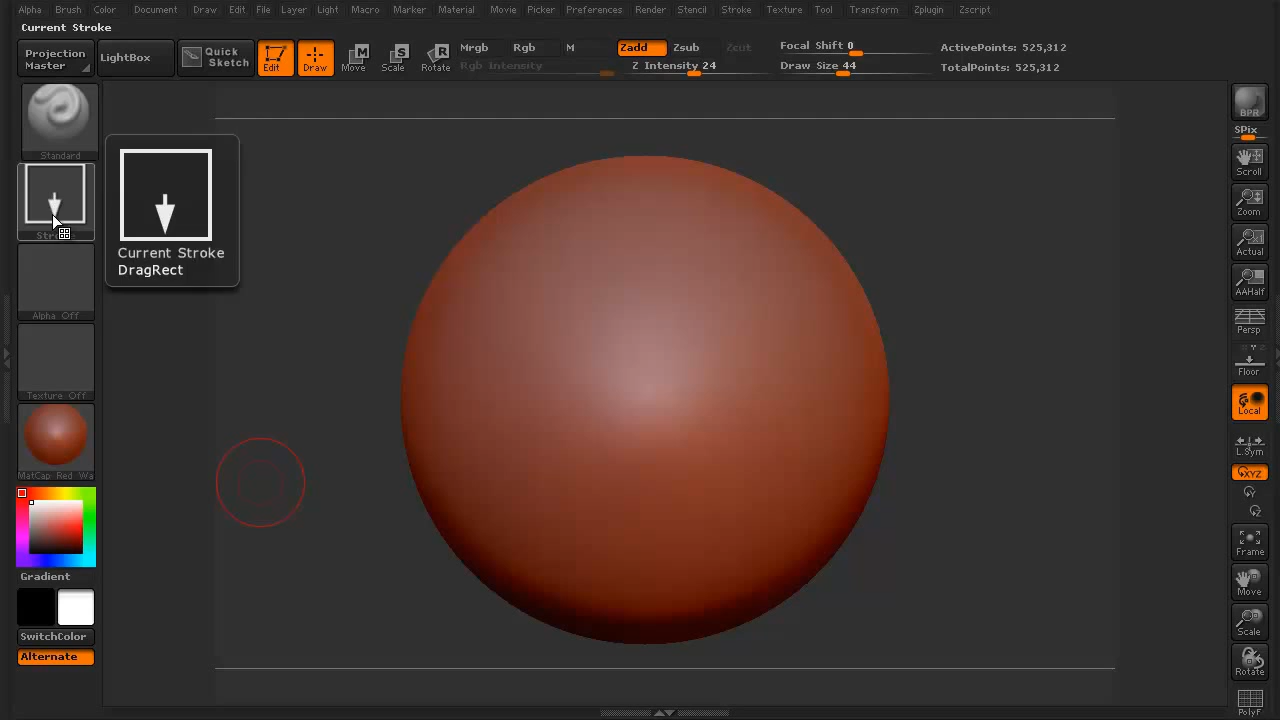 Alpha Brush Color Document Draw Edit File Layer Light Macro Marker Material Movie Picker Preferences Render Stencil Stroke Texture Tool Transform Zplugin Zscript
Current Stroke
Projection Master
LightBox
Quick Sketch
Edit
Draw
Move
Scale
Rotate
Mrgb Rgb M
Rgb Intensity
Zadd Zsub Zcut
Z Intensity 24
Focal Shift 0
Draw Size 44
ActivePoints: 525,312
TotalPoints: 525,312
Standard
Current Stroke
DragRect
Alpha Off
Texture Off
MatCap Red Wa
Gradient
SwitchColor
Alternate
BPR
SPix
Scroll
Zoom
Actual
AAHalf
Persp
Floor
Local
L.Sym
XYZ
Y
Z
Frame
Move
Scale
Rotate
PolyF